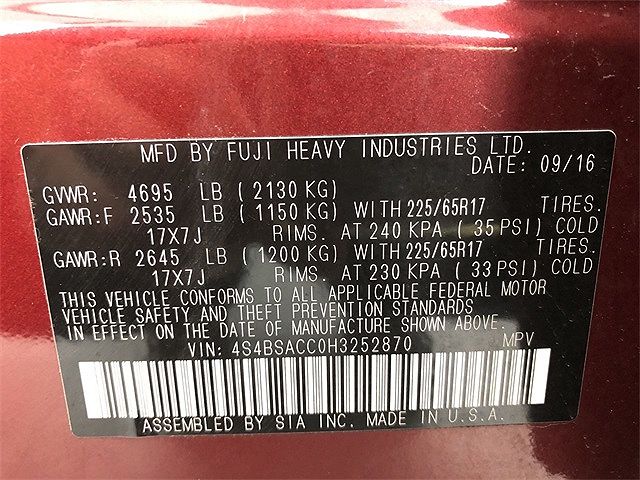 MFD BY FUJI HEAVY INDUSTRIES LTD.
DATE: 09/16
GVWR: 4695 LB (2130 KG)
GAWR:F 2535 LB (1150 KG) WITH 225/65R17 TIRES.
17X7J RIMS. AT 240 KPA (35 PSI) COLD
GAWR:R 2645 LB (1200 KG) WITH 225/65R17 TIRES.
17X7J RIMS. AT 230 KPA (33 PSI) COLD
THIS VEHICLE CONFORMS TO ALL APPLICABLE FEDERAL MOTOR
VEHICLE SAFETY AND THEFT PREVENTION STANDARDS
IN EFFECT ON THE DATE OF MANUFACTURE SHOWN ABOVE.
VIN: 4S4BSACC0H3252870 MPV
ASSEMBLED BY SIA INC. MADE IN U.S.A.